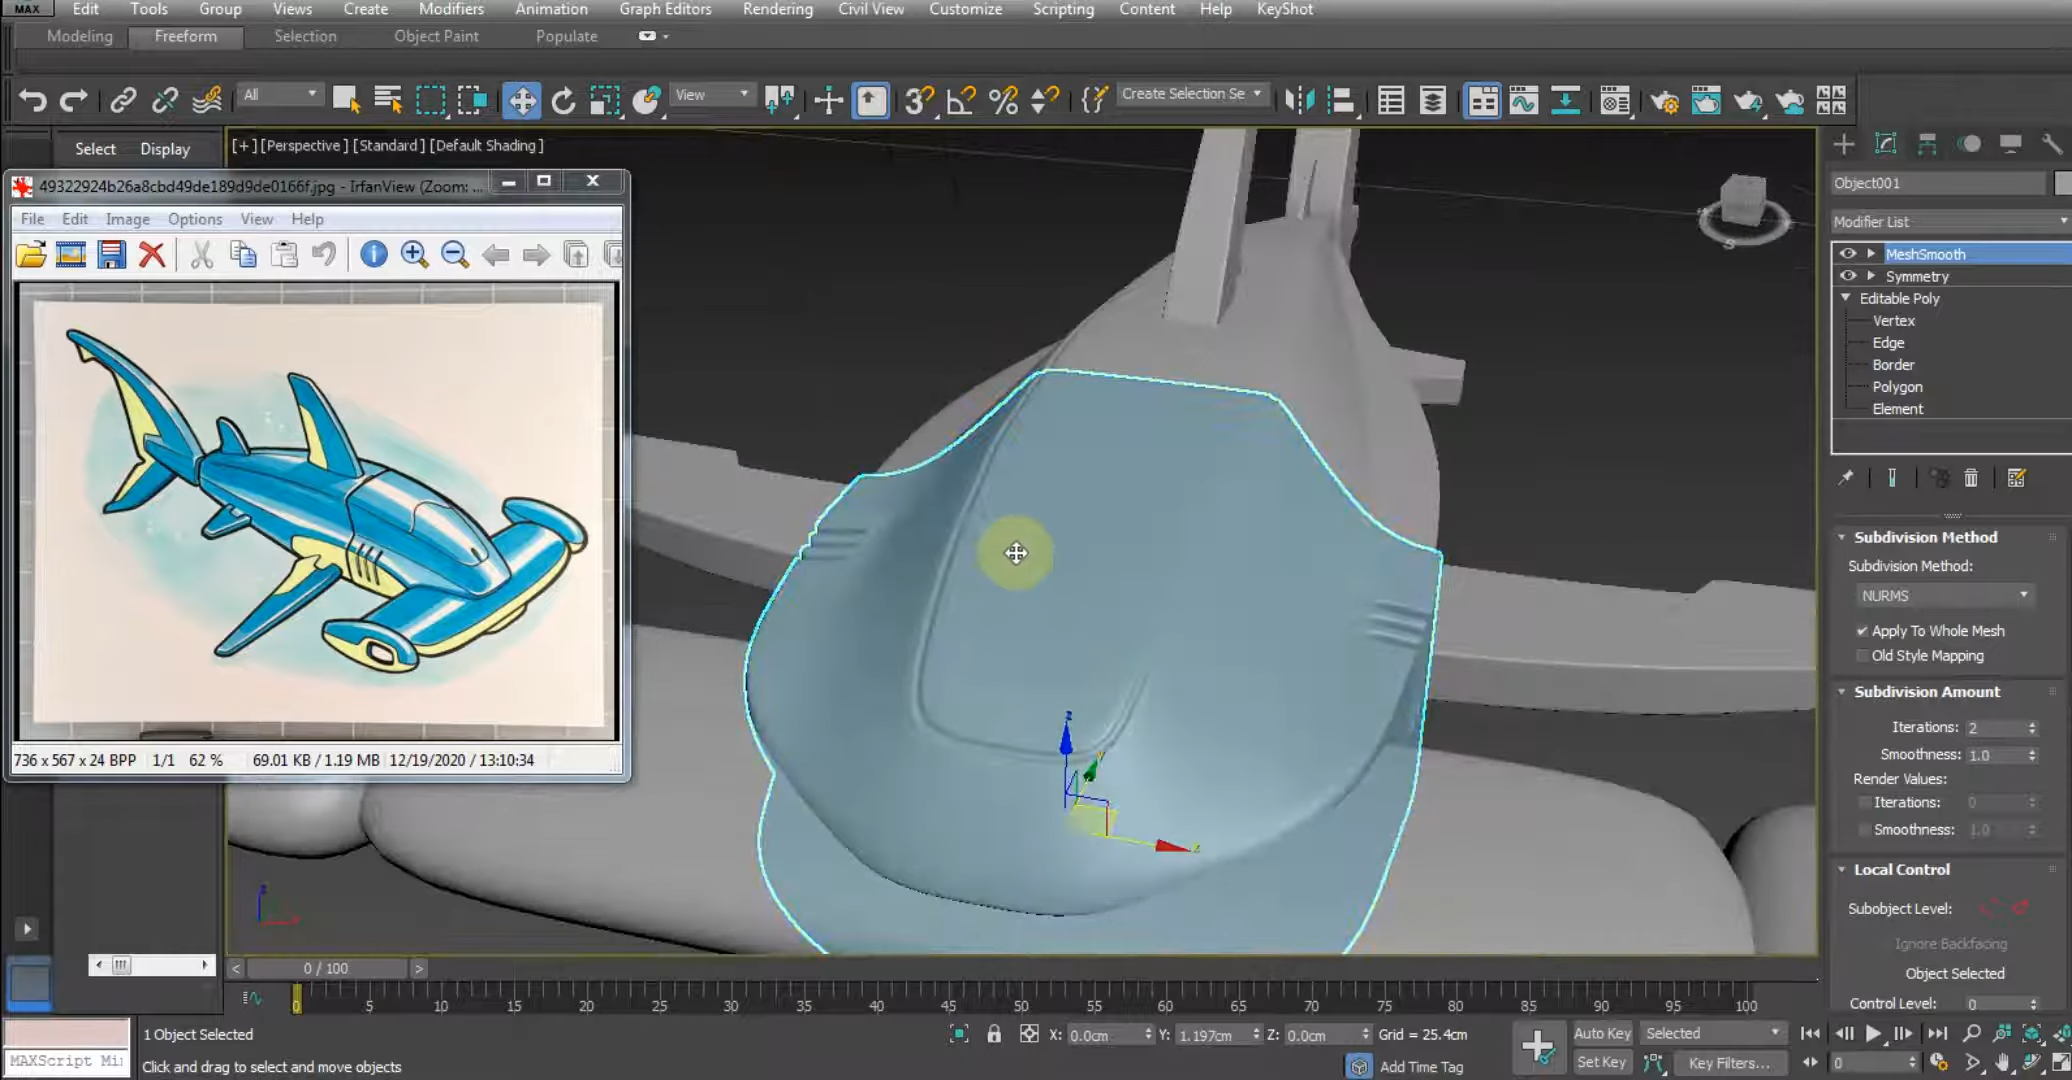 MAX Edit Tools Group Views Create Modifiers Animation Graph Editors Rendering Civil View Customize Scripting Content Help KeyShot
Modeling Freeform Selection Object Paint Populate
All View Create Selection Se
Select Display
[+] [Perspective] [Standard] [Default Shading]
49322924b26a8cbd49de189d9de0166f.jpg - IrfanView (Zoom: ...
File Edit Image Options View Help
736 x 567 x 24 BPP 1/1 62 % 69.01 KB / 1.19 MB 12/19/2020 / 13:10:34
Object001
Modifier List
MeshSmooth
Symmetry
Editable Poly
Vertex
Edge
Border
Polygon
Element
Subdivision Method
Subdivision Method:
NURMS
Apply To Whole Mesh
Old Style Mapping
Subdivision Amount
Iterations: 2
Smoothness: 1.0
Render Values:
Iterations: 0
Smoothness: 1.0
Local Control
Subobject Level:
Ignore Backfacing
Object Selected
Control Level: 0
< 0 / 100 >
0 5 10 15 20 25 30 35 40 45 50 55 60 65 70 75 80 85 90 95 100
1 Object Selected
X: 0.0cm Y: 1.197cm Z: 0.0cm Grid = 25.4cm
Auto Key Selected
MAXScript Mi
Click and drag to select and move objects
Add Time Tag
Set Key Key Filters... 0